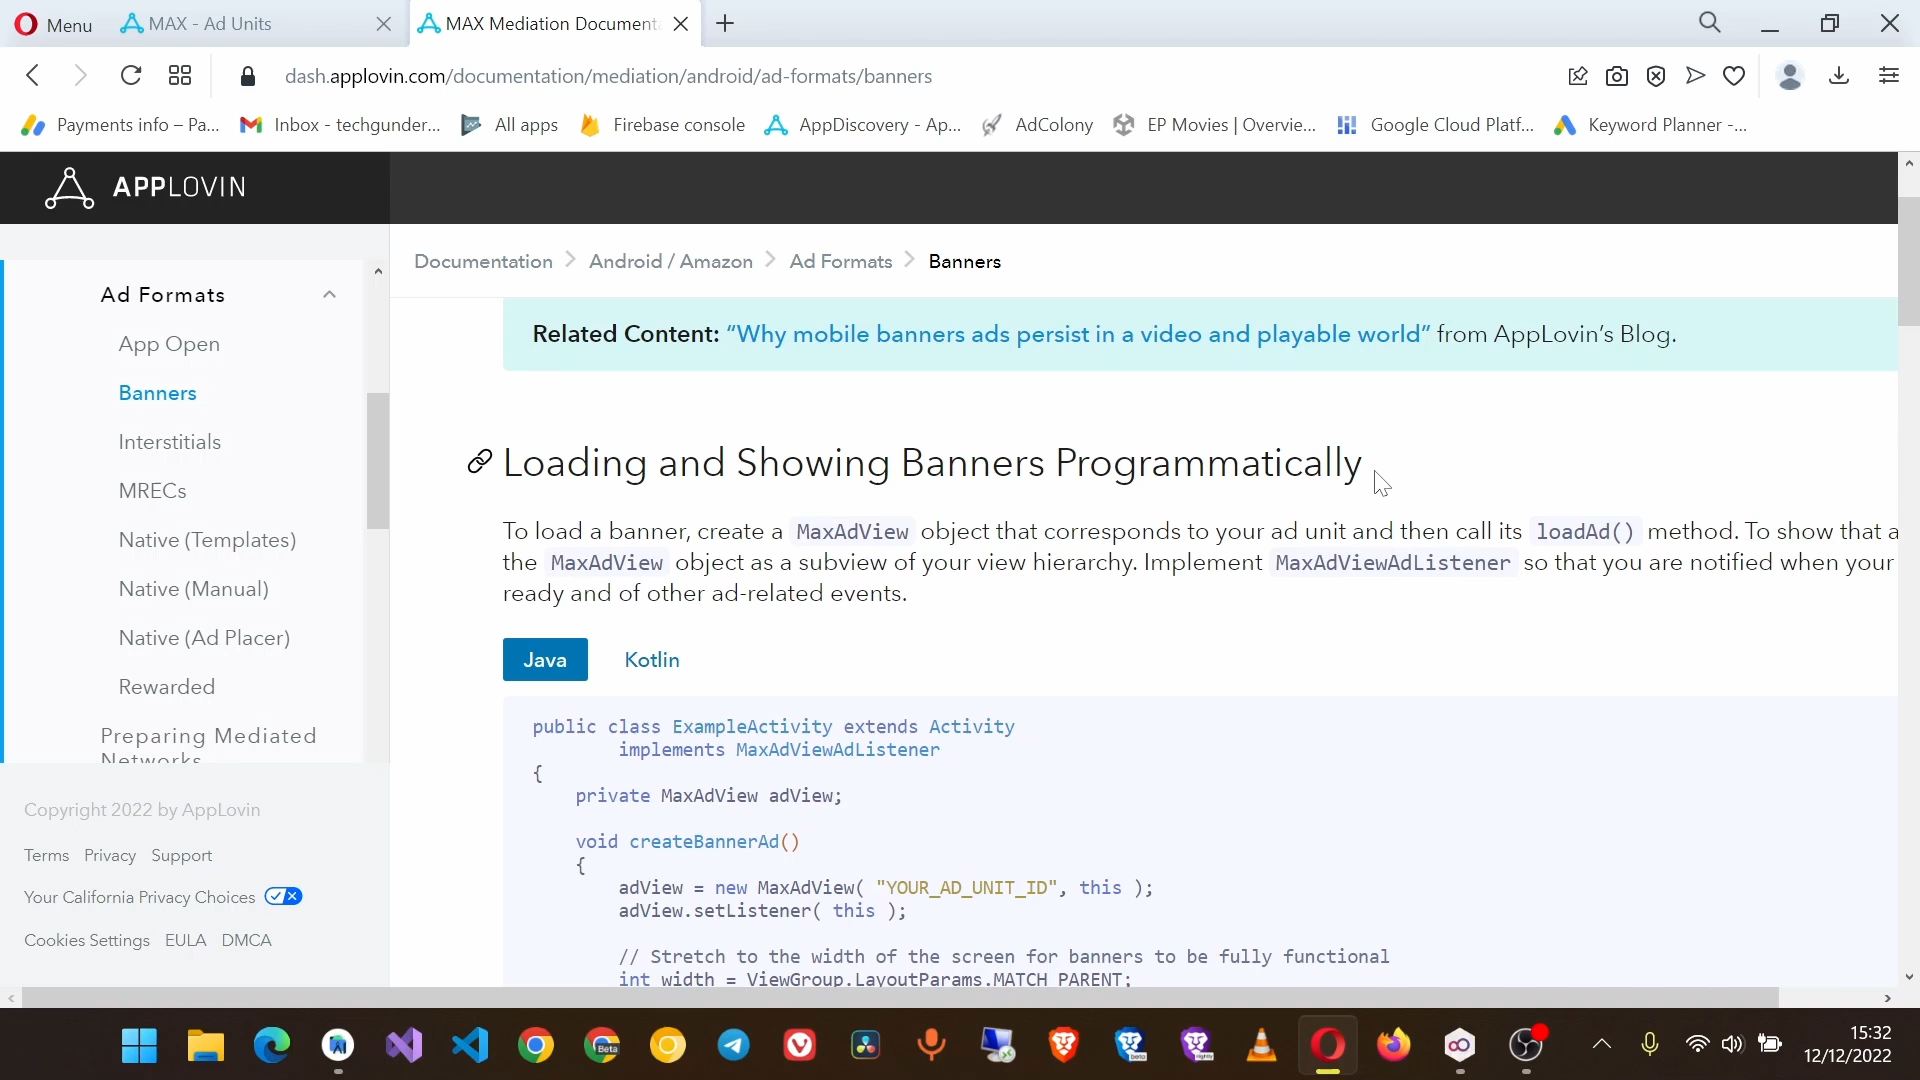 Menu
MAX - Ad Units
MAX Mediation Documenta
dash.applovin.com/documentation/mediation/android/ad-formats/banners
Payments info – Pa...
Inbox - techgunder...
All apps
Firebase console
AppDiscovery - Ap...
AdColony
EP Movies | Overvie...
Google Cloud Platf...
Keyword Planner -...
APPLOVIN
Documentation
Android / Amazon
Ad Formats
Banners
Ad Formats
App Open
Banners
Interstitials
MRECs
Native (Templates)
Native (Manual)
Native (Ad Placer)
Rewarded
Preparing Mediated
Networks
Copyright 2022 by AppLovin
Terms Privacy Support
Your California Privacy Choices
Cookies Settings EULA DMCA
Related Content: “Why mobile banners ads persist in a video and playable world” from AppLovin’s Blog.
Loading and Showing Banners Programmatically
To load a banner, create a MaxAdView object that corresponds to your ad unit and then call its loadAd() method. To show that a
the MaxAdView object as a subview of your view hierarchy. Implement MaxAdViewAdListener so that you are notified when your
ready and of other ad-related events.
Java
Kotlin
public class ExampleActivity extends Activity
implements MaxAdViewAdListener
{
private MaxAdView adView;
void createBannerAd()
{
adView = new MaxAdView( "YOUR_AD_UNIT_ID", this );
adView.setListener( this );
// Stretch to the width of the screen for banners to be fully functional
int width = ViewGroup.LayoutParams.MATCH_PARENT;
Beta
beta
nightly
15:32
12/12/2022